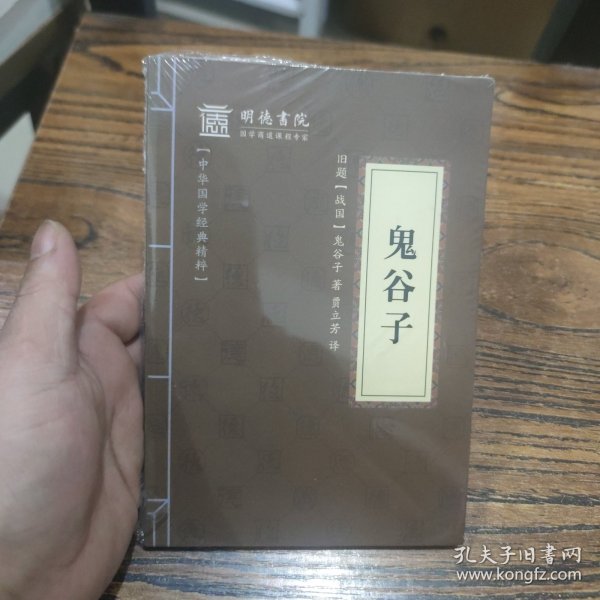 明德書院
国学商道课程专家
【中华国学经典精粹】
旧题【战国】鬼谷子 著 贾立芳 译
鬼谷子
孔夫子旧书网
www.kongfz.com